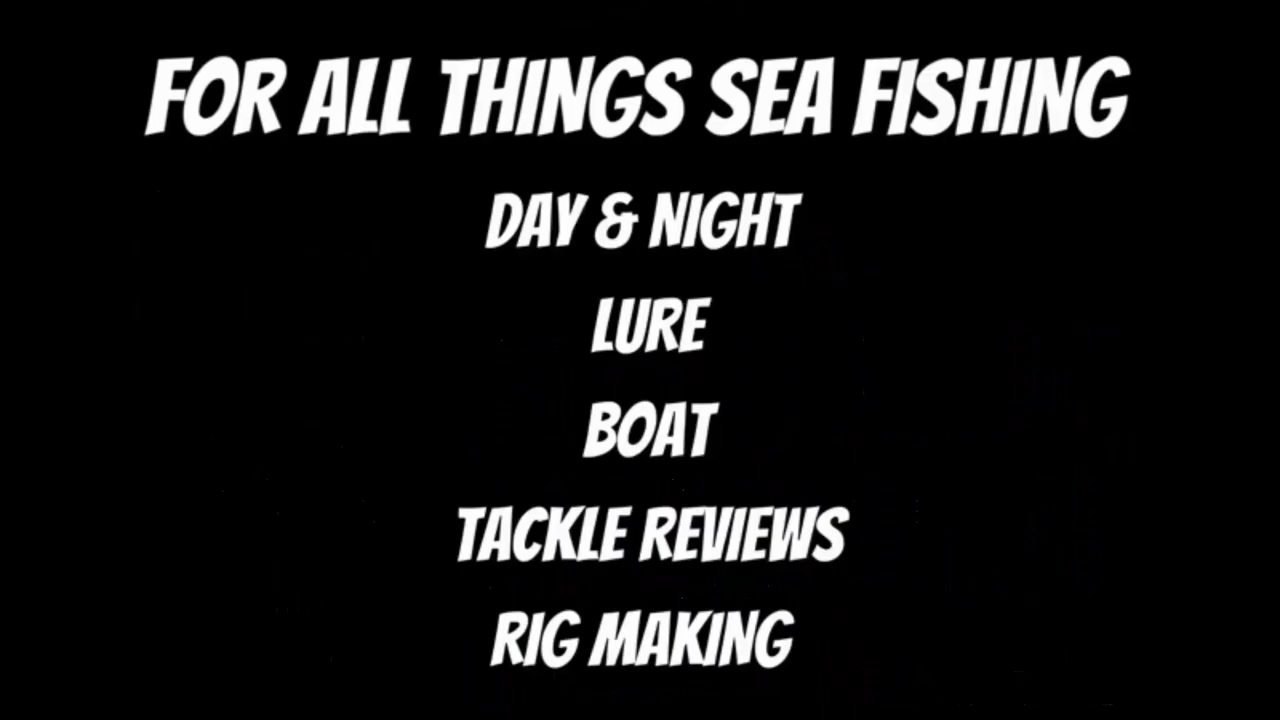 FOR ALL THINGS SEA FISHING
DAY & NIGHT
LURE
BOAT
TACKLE REVIEWS
RIG MAKING